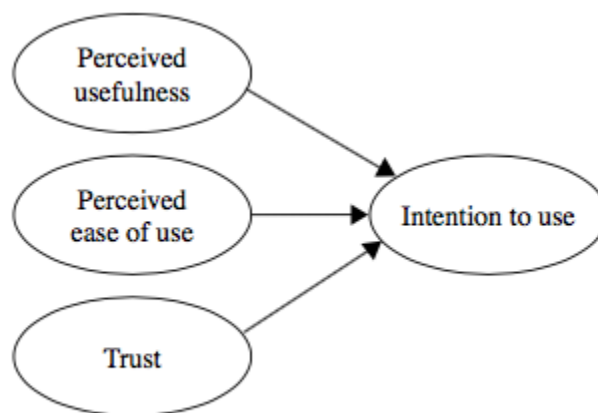 Perceived
usefulness
Perceived
ease of use
Intention to use
Trust